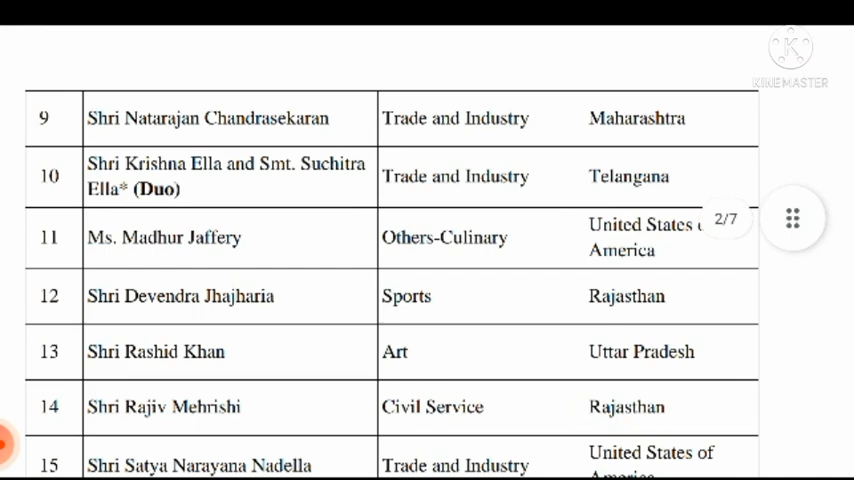 KINEMASTER
9 Shri Natarajan Chandrasekaran Trade and Industry Maharashtra
10 Shri Krishna Ella and Smt. Suchitra Ella* (Duo) Trade and Industry Telangana
11 Ms. Madhur Jaffery Others-Culinary United States America
2/7
12 Shri Devendra Jhajharia Sports Rajasthan
13 Shri Rashid Khan Art Uttar Pradesh
14 Shri Rajiv Mehrishi Civil Service Rajasthan
15 Shri Satya Narayana Nadella Trade and Industry United States of